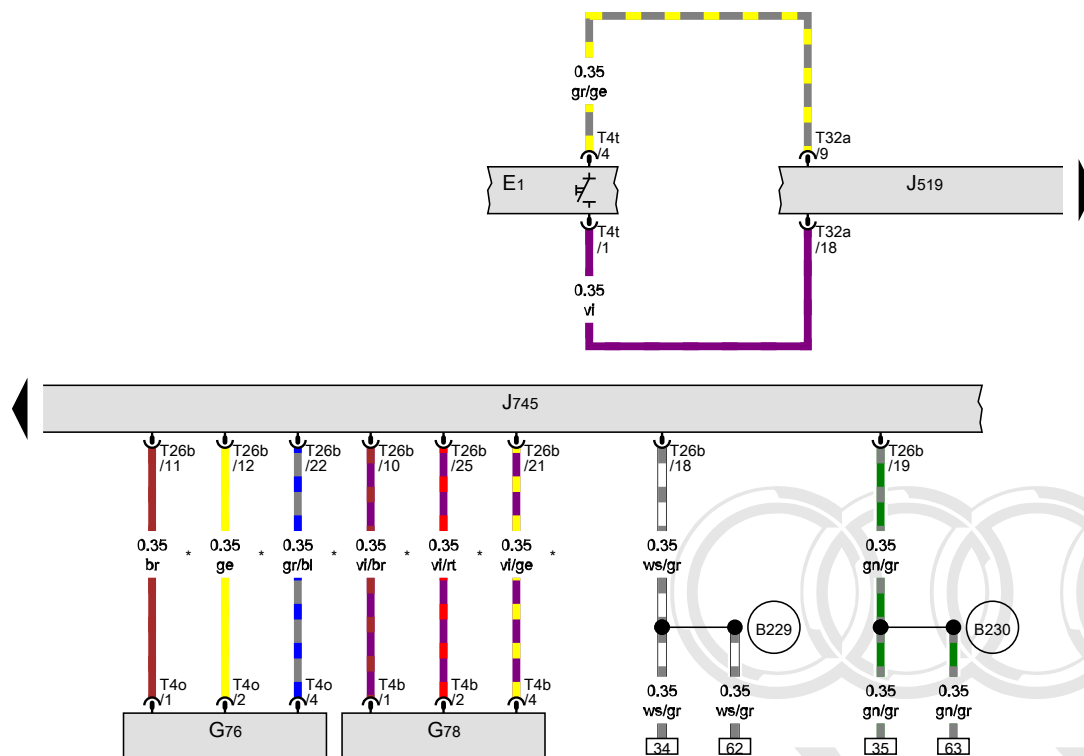 0.35
gr/ge
T4t
/4
T32a
/9
E1
J519
T4t
/1
T32a
/18
0.35
vi
J745
T26b
/11
T26b
/12
T26b
/22
T26b
/10
T26b
/25
T26b
/21
T26b
/18
T26b
/19
0.35
br
*
0.35
ge
*
0.35
gr/bl
*
0.35
vi/br
*
0.35
vi/rt
*
0.35
vi/ge
*
0.35
ws/gr
0.35
gn/gr
B229
B230
T4o
/1
T4o
/2
T4o
/4
T4b
/1
T4b
/2
T4b
/4
0.35
ws/gr
0.35
ws/gr
0.35
gn/gr
0.35
gn/gr
G76
G78
34
62
35
63